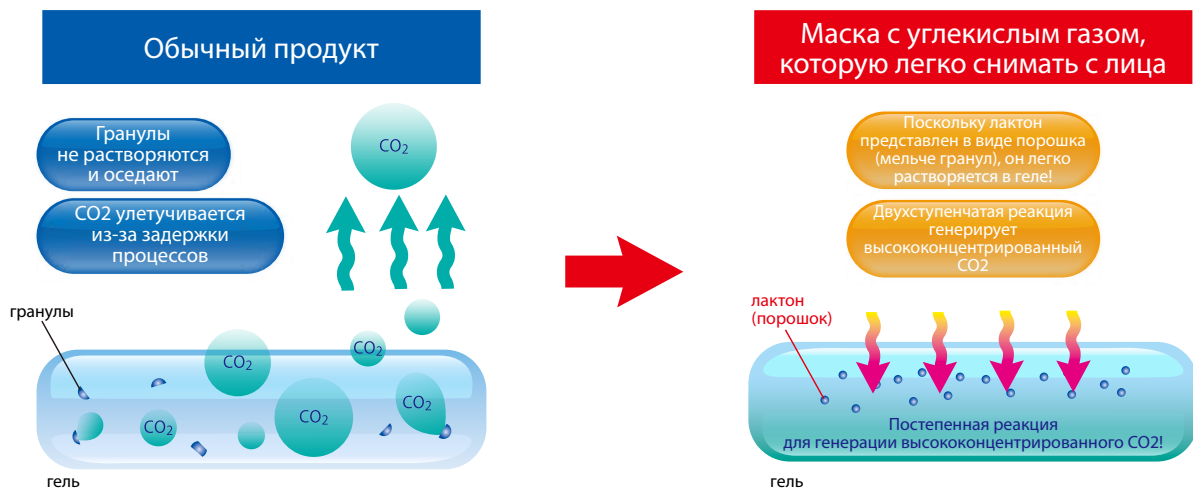 Обычный продукт
Гранулы
не растворяются
и оседают
CO2 улетучивается
из-за задержки
процессов
CO₂
гранулы
CO₂
CO₂
CO₂
CO₂
CO₂
гель
Маска с углекислым газом,
которую легко снимать с лица
Поскольку лактон
представлен в виде порошка
(мельче гранул), он легко
растворяется в геле!
Двухступенчатая реакция
генерирует
высококонцентрированный
CO2
лактон
(порошок)
Постепенная реакция
для генерации высококонцентрированного CO2!
гель